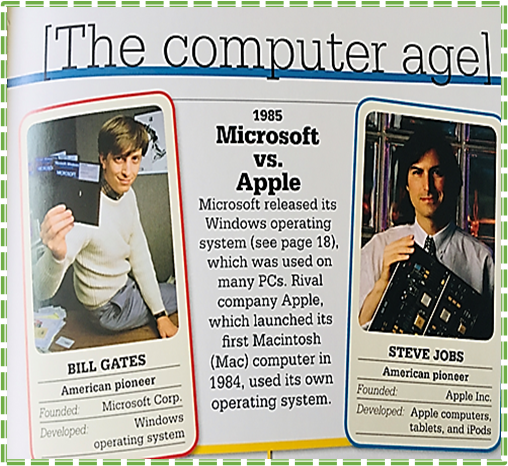 [The computer age]
1985
Microsoft
vs.
Apple
Microsoft released its
Windows operating
system (see page 18),
which was used on
many PCs. Rival
company Apple,
which launched its
first Macintosh
(Mac) computer in
1984, used its own
operating system.
BILL GATES
American pioneer
Founded: Microsoft Corp.
Developed: Windows
operating system
STEVE JOBS
American pioneer
Founded: Apple Inc.
Developed: Apple computers,
tablets, and iPods